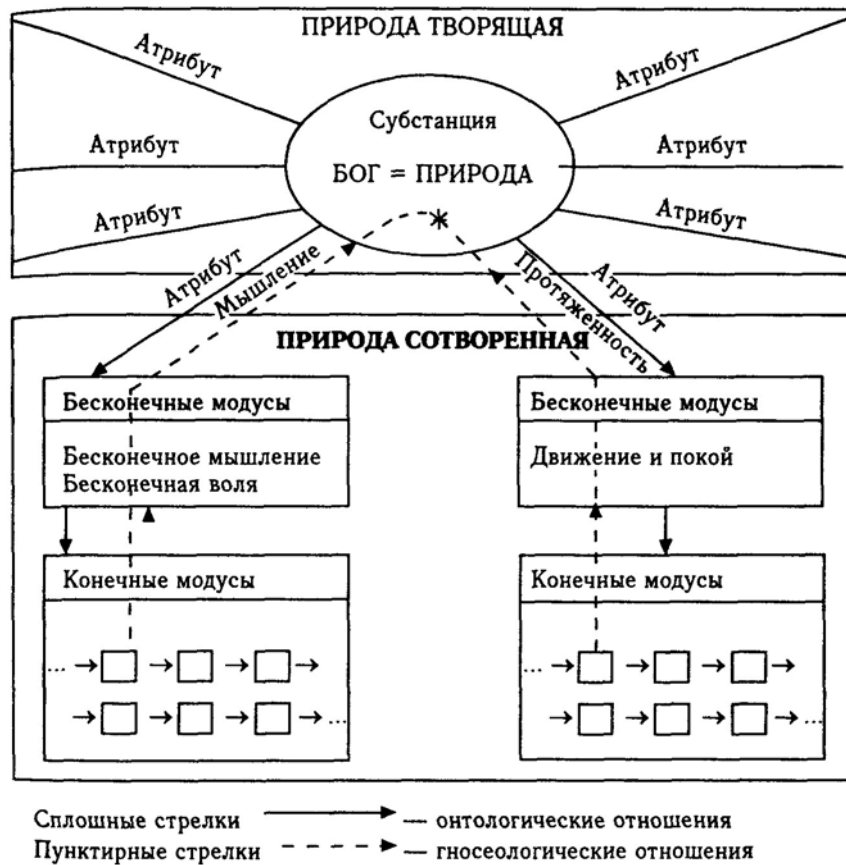 ПРИРОДА ТВОРЯЩАЯ
Атрибут
Атрибут
Субстанция
Атрибут
Атрибут
БОГ = ПРИРОДА
Атрибут
Атрибут
Атрибут
Мышление
Атрибут
Протяженность
ПРИРОДА СОТВОРЕННАЯ
Бесконечные модусы
Бесконечное мышление
Бесконечная воля
Конечные модусы
Бесконечные модусы
Движение и покой
Конечные модусы
Сплошные стрелки — онтологические отношения
Пунктирные стрелки — гносеологические отношения